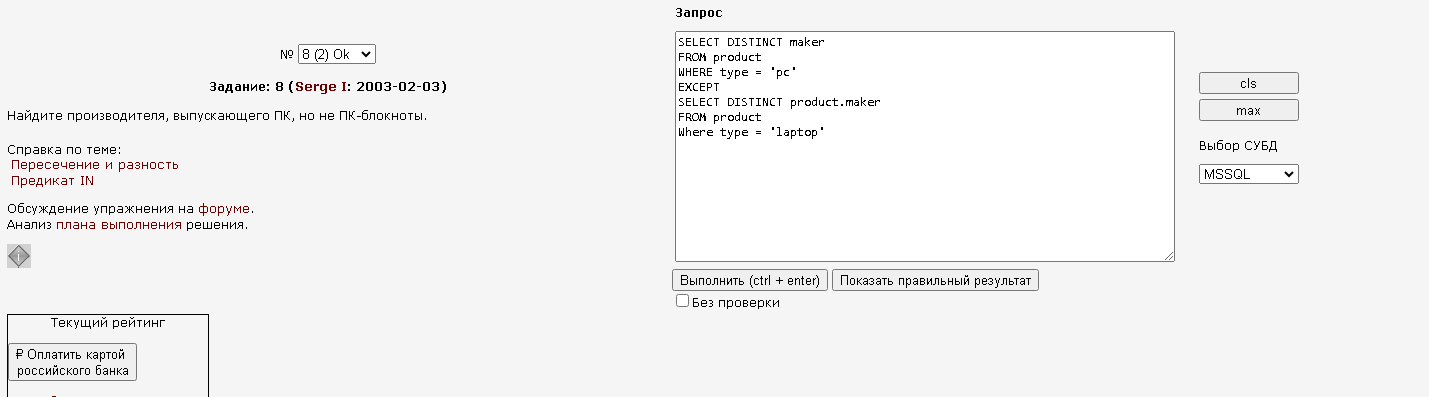 № 8 (2) Ok
Задание: 8 (Serge I: 2003-02-03)
Найдите производителя, выпускающего ПК, но не ПК-блокноты.
Справка по теме:
Пересечение и разность
Предикат IN
Обсуждение упражнения на форуме.
Анализ плана выполнения решения.
i
Текущий рейтинг
₽ Оплатить картой
российского банка
Запрос
SELECT DISTINCT maker
FROM product
WHERE type = 'pc'
EXCEPT
SELECT DISTINCT product.maker
FROM product
Where type = 'laptop'
Выполнить (ctrl + enter) Показать правильный результат
Без проверки
cls
max
Выбор СУБД
MSSQL